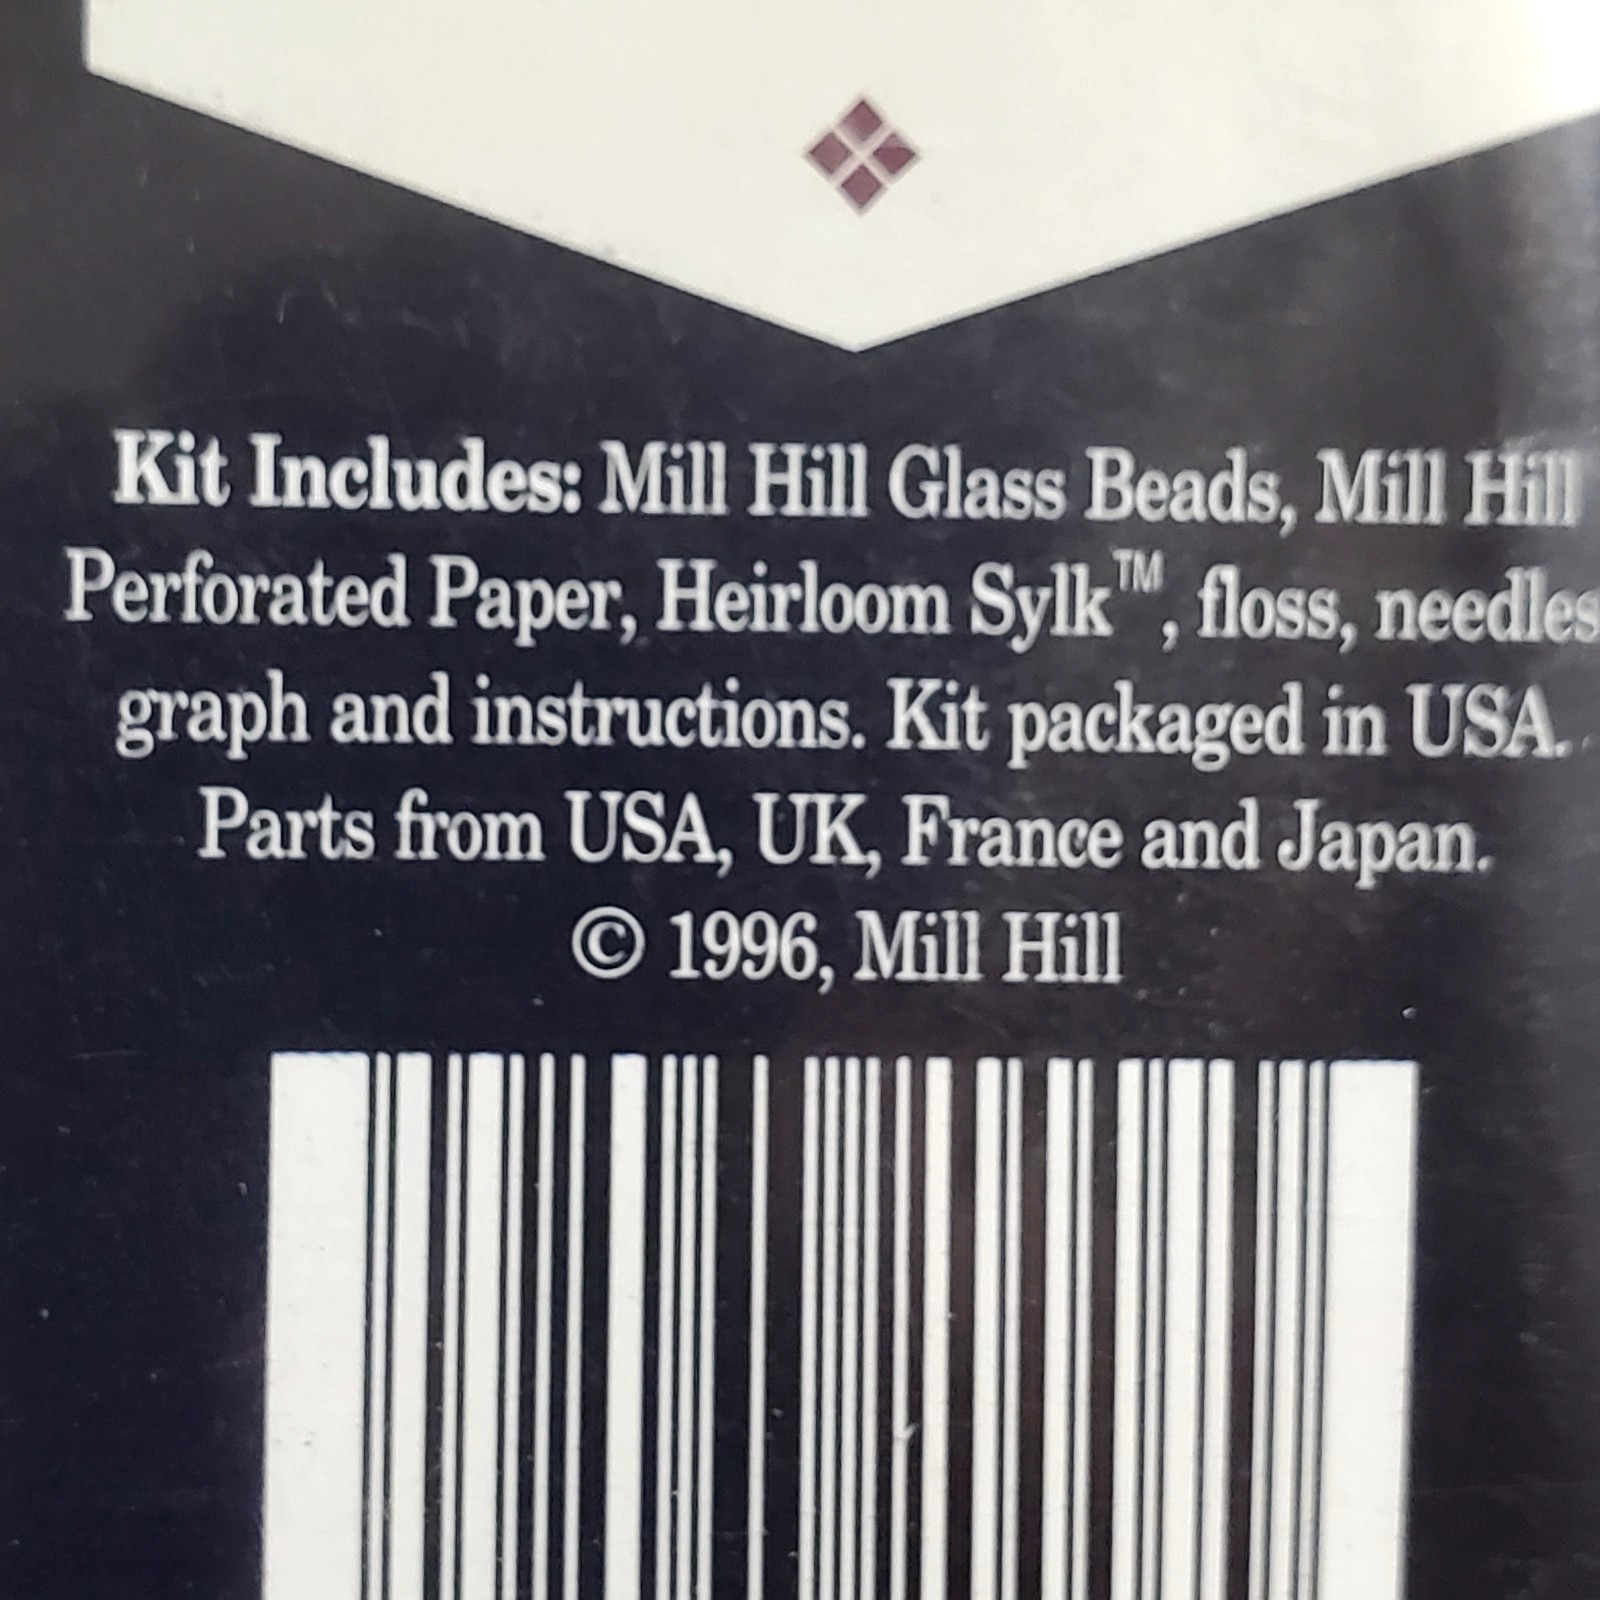 Kit Includes: Mill Hill Glass Beads, Mill Hill
Perforated Paper, Heirloom Sylk™, floss, needles
graph and instructions. Kit packaged in USA.
Parts from USA, UK, France and Japan.
© 1996, Mill Hill